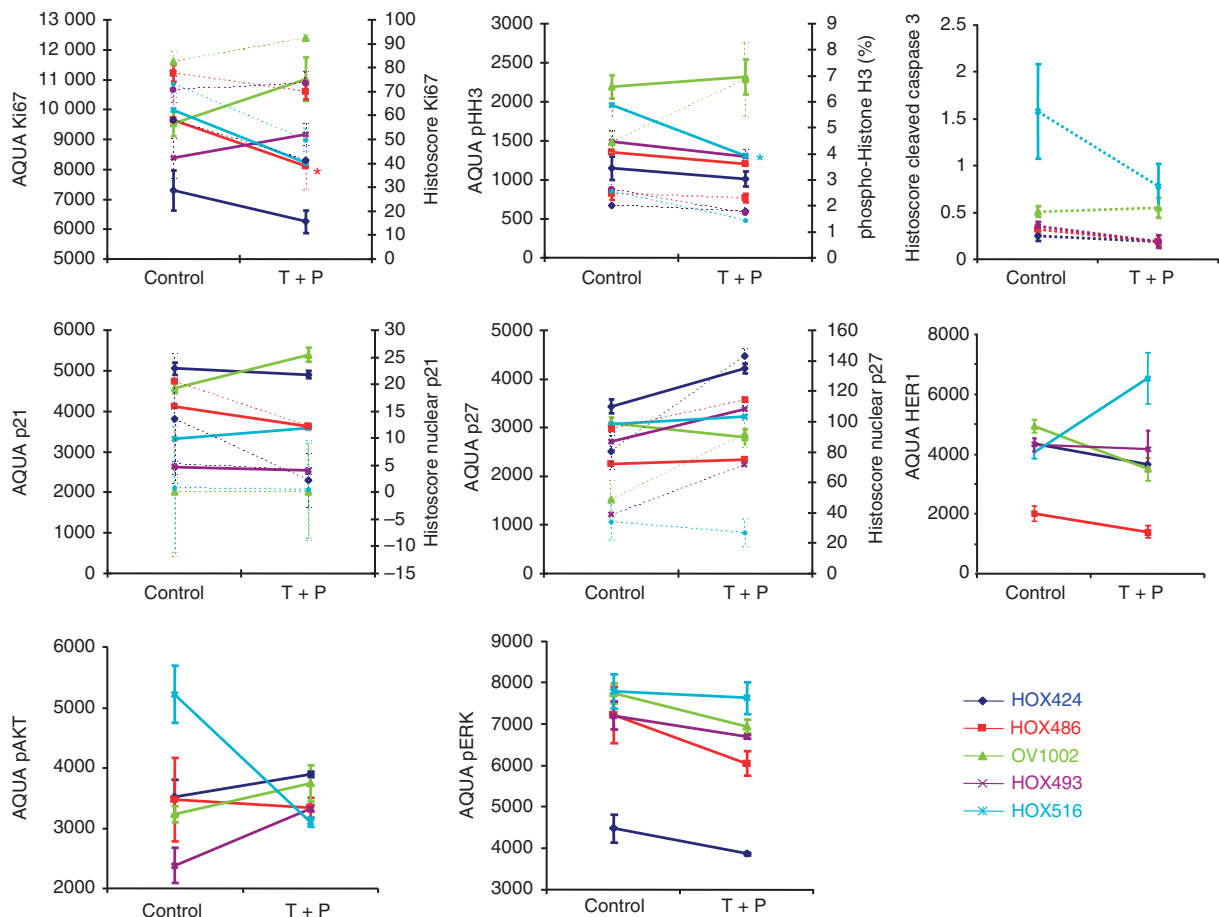 AQUA Ki67
13 000
12 000
11 000
10 000
9000
8000
7000
6000
5000
100
90
80
70
60
50
40
30
20
10
0
Histoscore Ki67
*
Control
T + P
AQUA pHH3
3000
2500
2000
1500
1000
500
0
9
8
7
6
5
4
3
2
1
0
phospho-Histone H3 (%)
*
Control
T + P
Histoscore cleaved caspase 3
2.5
2
1.5
1
0.5
0
Control
T + P
AQUA p21
6000
5000
4000
3000
2000
1000
0
30
25
20
15
10
5
0
−5
−10
−15
Histoscore nuclear p21
Control
T + P
AQUA p27
5000
4000
3000
2000
1000
0
160
140
120
100
80
60
40
20
0
Histoscore nuclear p27
Control
T + P
AQUA HER1
8000
6000
4000
2000
0
Control
T + P
AQUA pAKT
6000
5000
4000
3000
2000
Control
T + P
AQUA pERK
9000
8000
7000
6000
5000
4000
3000
Control
T + P
HOX424
HOX486
OV1002
HOX493
HOX516